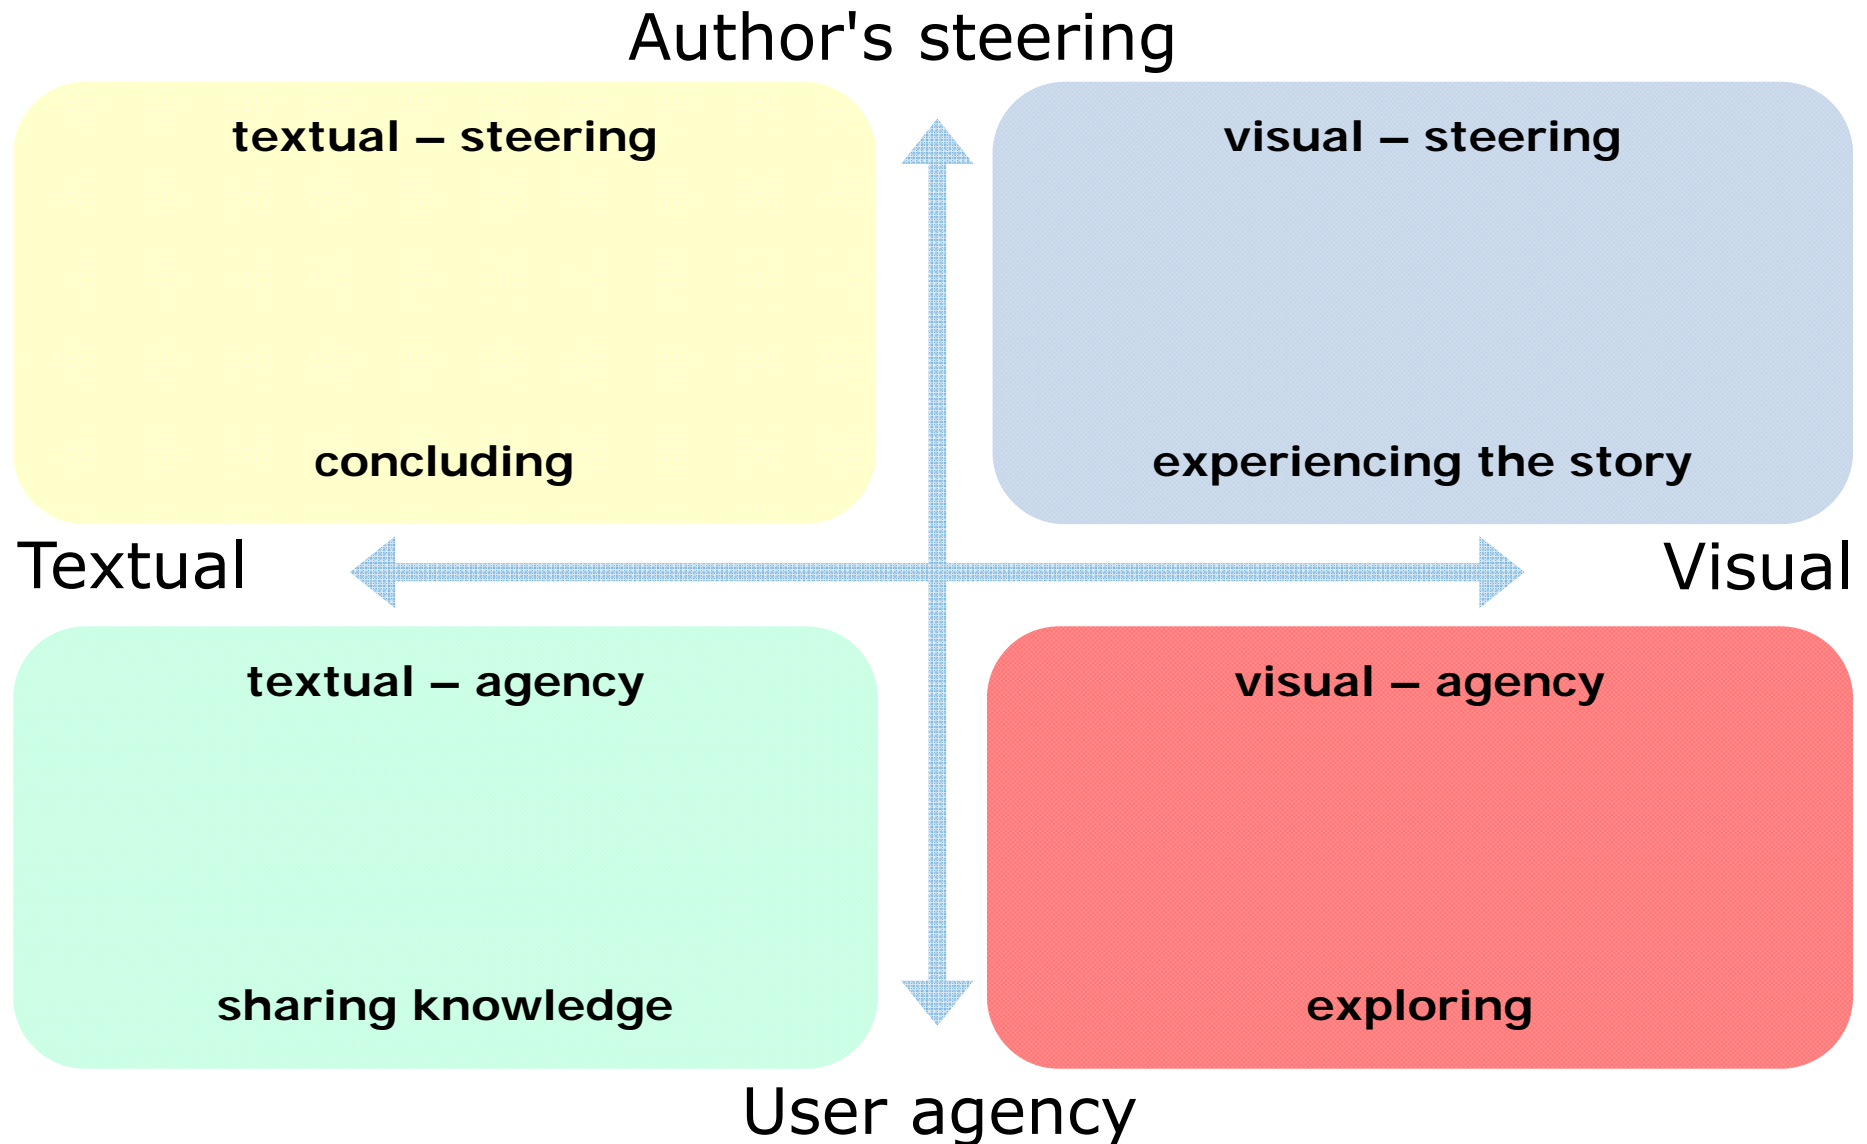 Author's steering
textual – steering
visual – steering
concluding
experiencing the story
Textual
Visual
textual – agency
visual – agency
sharing knowledge
exploring
User agency